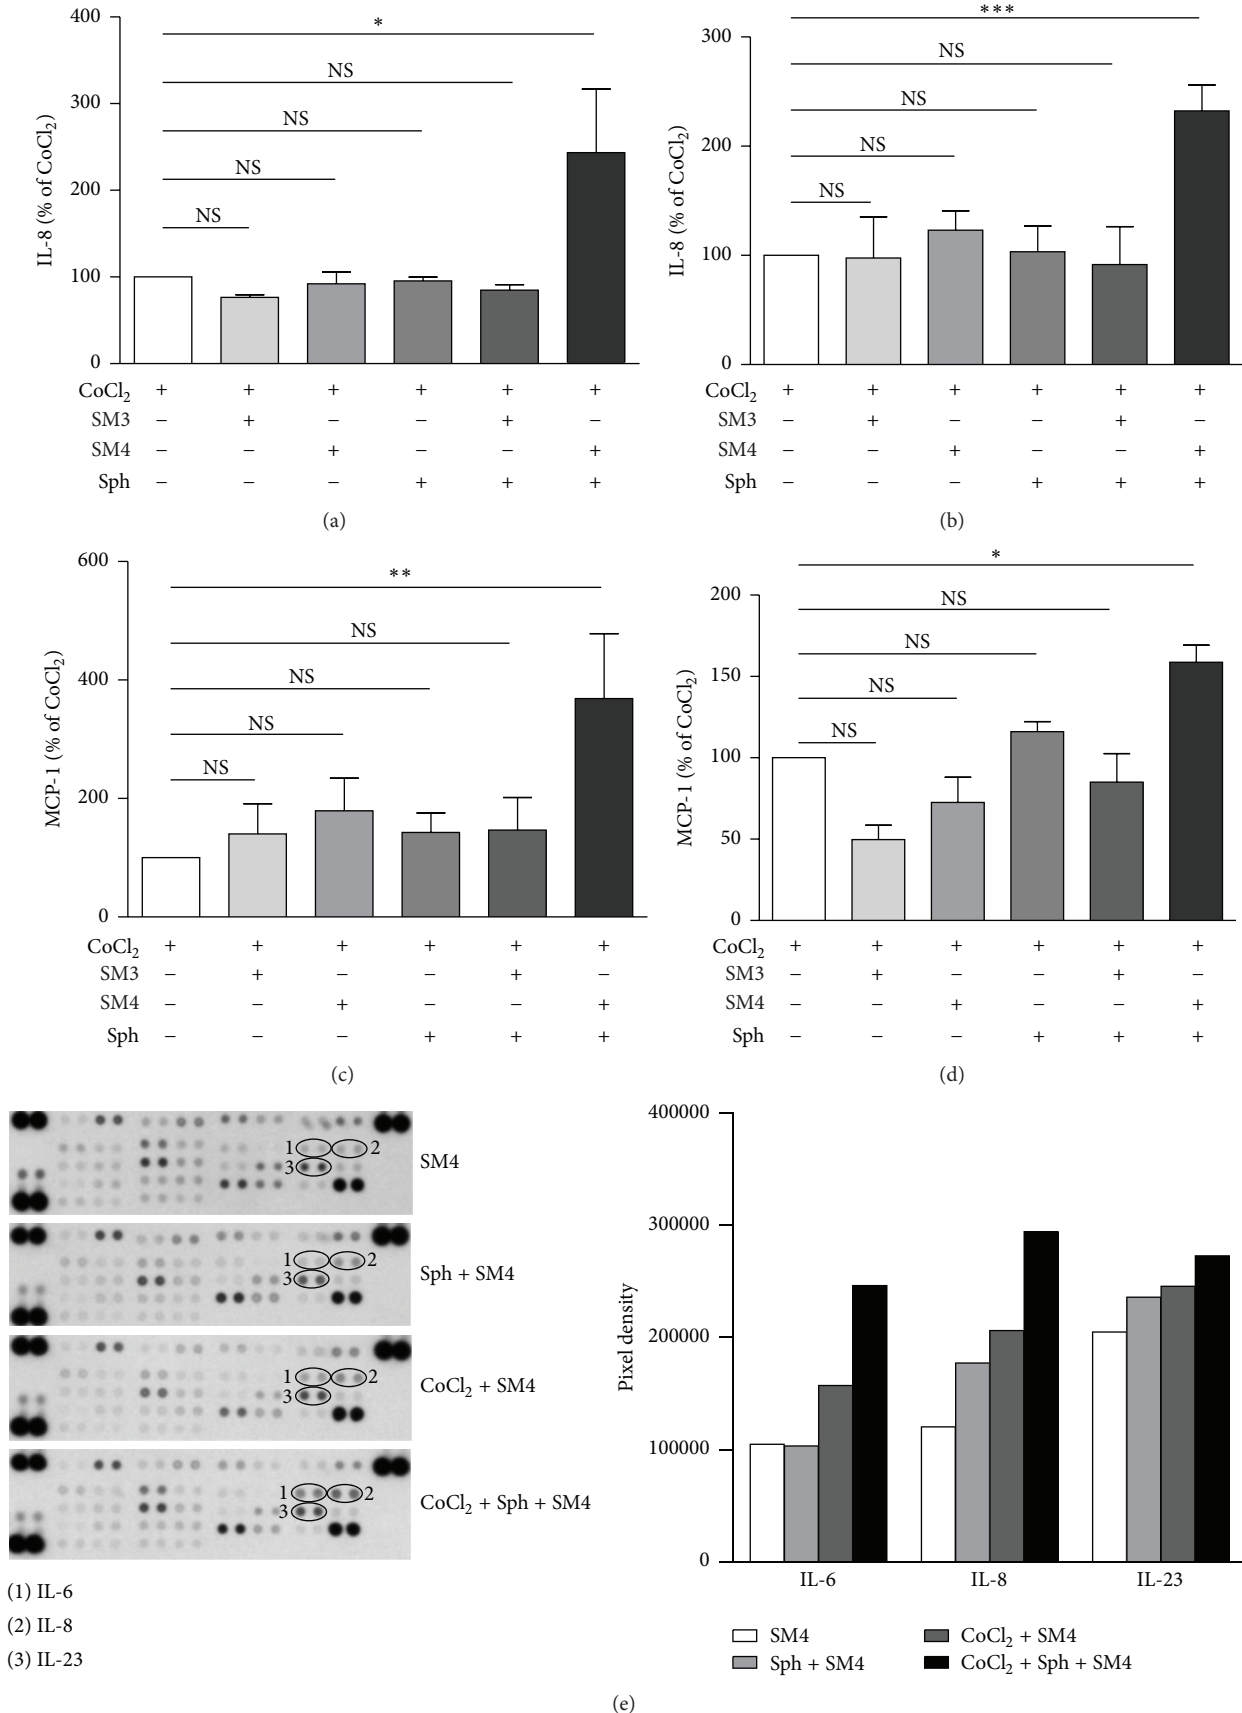 IL-8 (% of CoCl₂)
400
300
200
100
0
*
NS
NS
NS
NS
CoCl₂ + + + + + +
SM3 − + − − + −
SM4 − − + − − +
Sph − − − + + +
(a)
IL-8 (% of CoCl₂)
300
200
100
0
***
NS
NS
NS
NS
CoCl₂ + + + + + +
SM3 − + − − + −
SM4 − − + − − +
Sph − − − + + +
(b)
MCP-1 (% of CoCl₂)
600
400
200
0
**
NS
NS
NS
NS
CoCl₂ + + + + + +
SM3 − + − − + −
SM4 − − + − − +
Sph − − − + + +
(c)
MCP-1 (% of CoCl₂)
200
150
100
50
0
*
NS
NS
NS
NS
CoCl₂ + + + + + +
SM3 − + − − + −
SM4 − − + − − +
Sph − − − + + +
(d)
1 2
3
SM4
1 2
3
Sph + SM4
1 2
3
CoCl₂ + SM4
1 2
3
CoCl₂ + Sph + SM4
(1) IL-6
(2) IL-8
(3) IL-23
Pixel density
400000
300000
200000
100000
0
IL-6 IL-8 IL-23
SM4 CoCl₂ + SM4
Sph + SM4 CoCl₂ + Sph + SM4
(e)